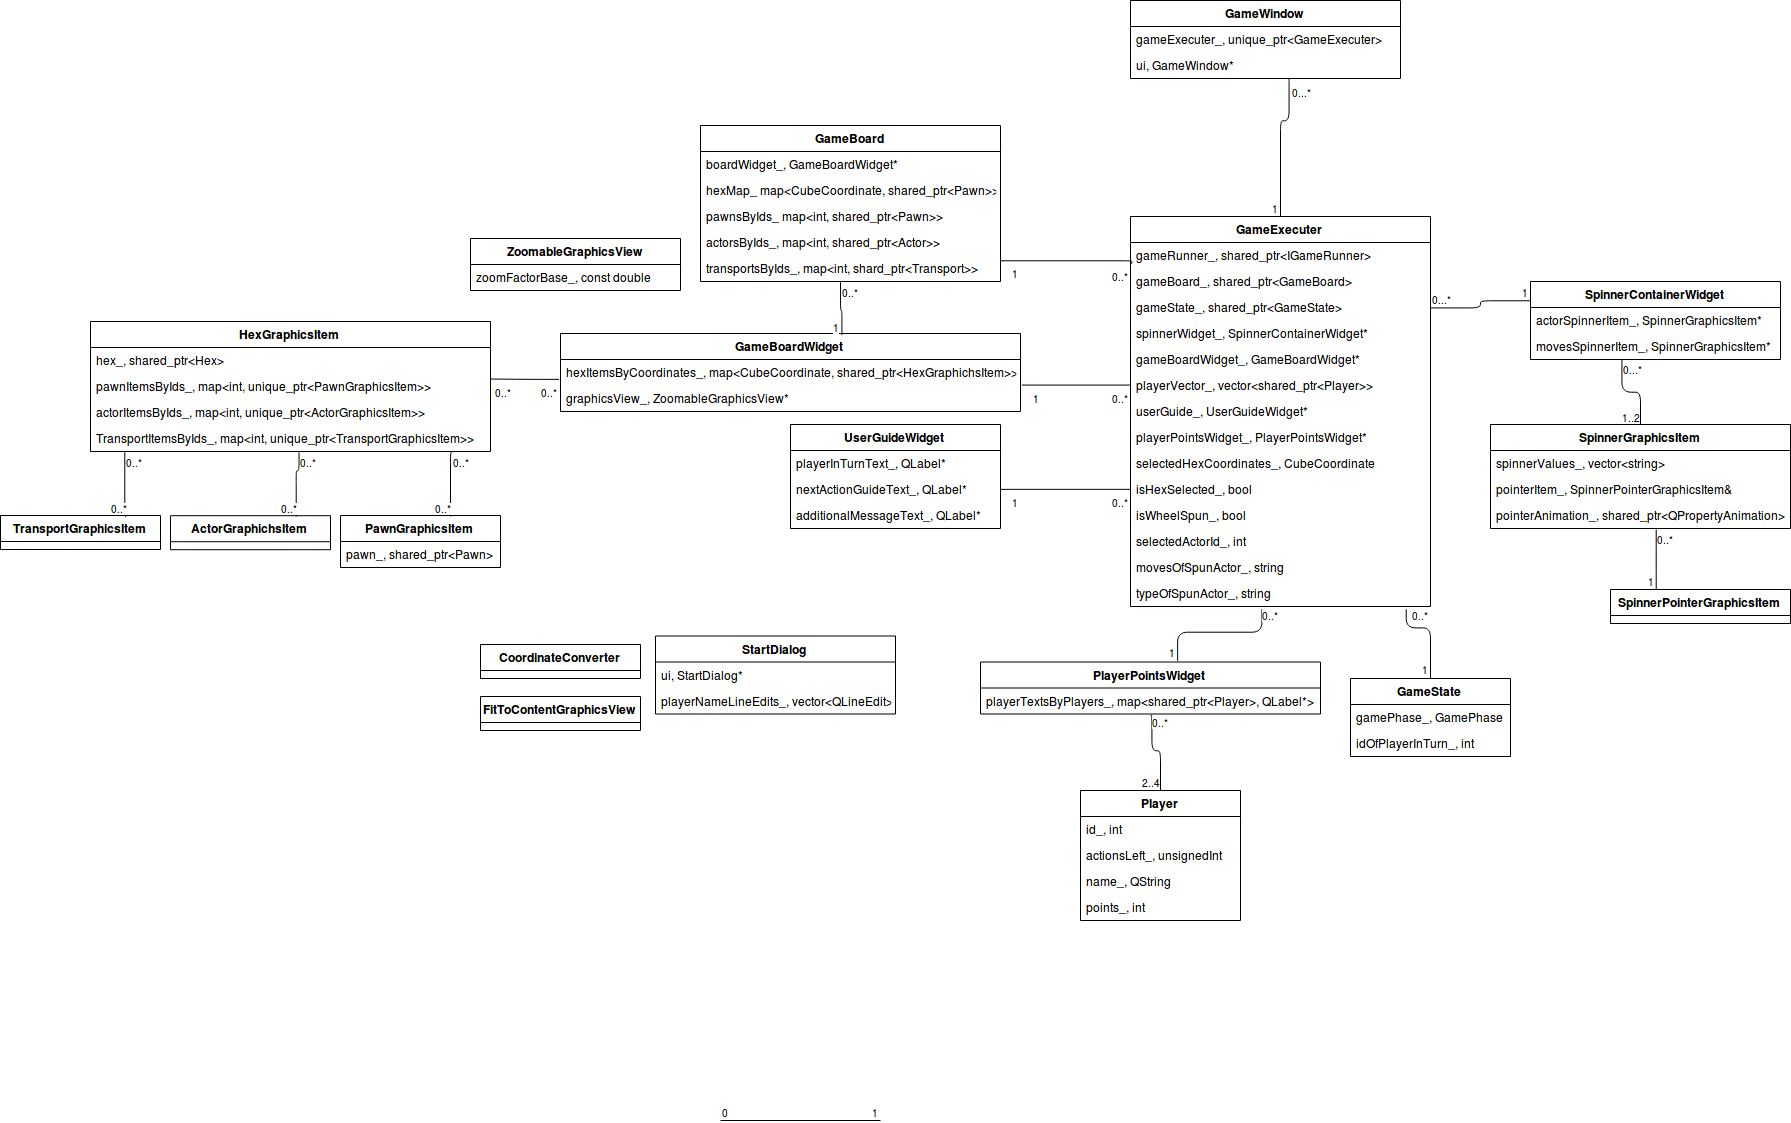 GameWindow
gameExecuter_, unique_ptr<GameExecuter>
ui, GameWindow*
0...*
1
GameBoard
boardWidget_, GameBoardWidget*
hexMap_ map<CubeCoordinate, shared_ptr<Pawn>>
pawnsByIds_ map<int, shared_ptr<Pawn>>
actorsByIds_, map<int, shared_ptr<Actor>>
transportsByIds_, map<int, shard_ptr<Transport>>
1
0..*
0..*
1
ZoomableGraphicsView
zoomFactorBase_, const double
GameExecuter
gameRunner_, shared_ptr<IGameRunner>
gameBoard_, shared_ptr<GameBoard>
gameState_, shared_ptr<GameState>
spinnerWidget_, SpinnerContainerWidget*
gameBoardWidget_, GameBoardWidget*
playerVector_, vector<shared_ptr<Player>>
userGuide_, UserGuideWidget*
playerPointsWidget_, PlayerPointsWidget*
selectedHexCoordinates_, CubeCoordinate
isHexSelected_, bool
isWheelSpun_, bool
selectedActorId_, int
movesOfSpunActor_, string
typeOfSpunActor_, string
0...*
1
SpinnerContainerWidget
actorSpinnerItem_, SpinnerGraphicsItem*
movesSpinnerItem_, SpinnerGraphicsItem*
0...*
1..2
HexGraphicsItem
hex_, shared_ptr<Hex>
pawnItemsByIds_, map<int, unique_ptr<PawnGraphicsItem>>
actorItemsByIds_, map<int, unique_ptr<ActorGraphicsItem>>
TransportItemsByIds_, map<int, unique_ptr<TransportGraphicsItem>>
0..*
0..*
GameBoardWidget
hexItemsByCoordinates_, map<CubeCoordinate, shared_ptr<HexGraphichsItem>>
graphicsView_, ZoomableGraphicsView*
1
0..*
UserGuideWidget
playerInTurnText_, QLabel*
nextActionGuideText_, QLabel*
additionalMessageText_, QLabel*
1
0..*
SpinnerGraphicsItem
spinnerValues_, vector<string>
pointerItem_, SpinnerPointerGraphicsItem&
pointerAnimation_, shared_ptr<QPropertyAnimation>
0..*
1
SpinnerPointerGraphicsItem
0..*
0..*
0..*
0..*
0..*
0..*
TransportGraphicsItem
ActorGraphichsItem
PawnGraphicsItem
pawn_, shared_ptr<Pawn>
CoordinateConverter
FitToContentGraphicsView
StartDialog
ui, StartDialog*
playerNameLineEdits_, vector<QLineEdit>
0..*
1
0..*
1
PlayerPointsWidget
playerTextsByPlayers_, map<shared_ptr<Player>, QLabel*>
GameState
gamePhase_, GamePhase
idOfPlayerInTurn_, int
0..*
2..4
Player
id_, int
actionsLeft_, unsignedInt
name_, QString
points_, int
0
1